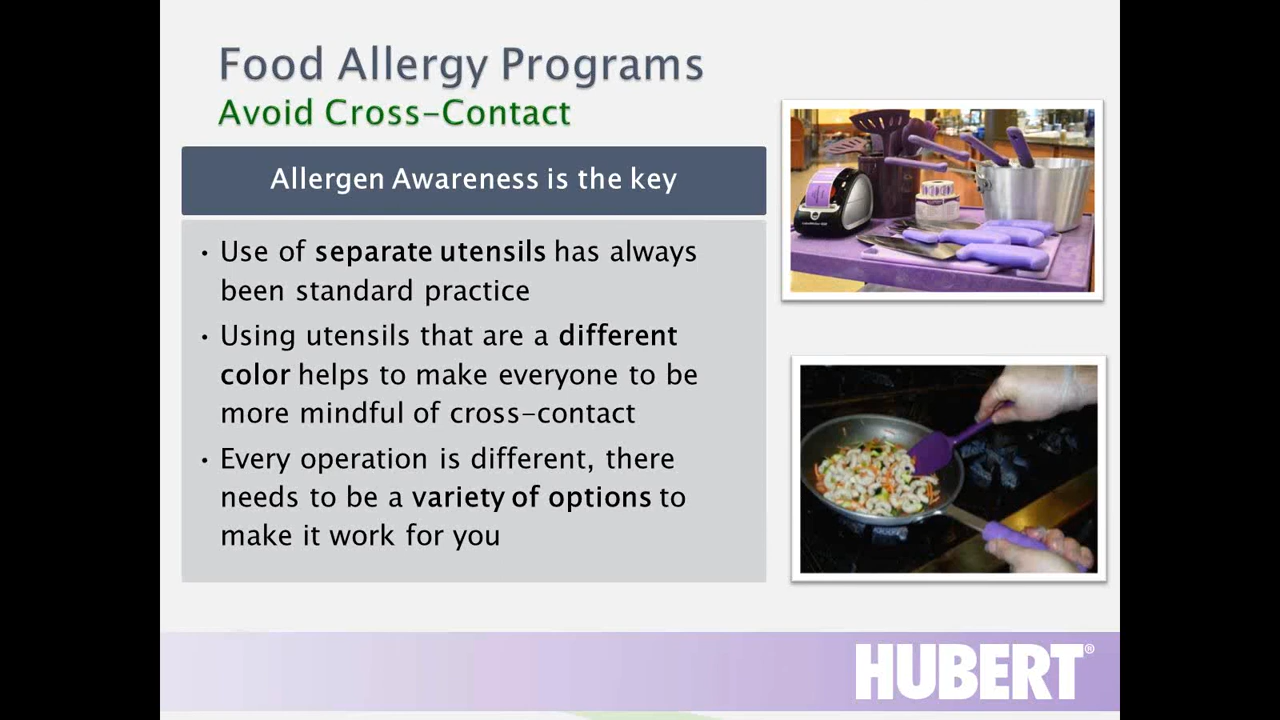 Food Allergy Programs
Avoid Cross-Contact
Allergen Awareness is the key
• Use of separate utensils has always
been standard practice
• Using utensils that are a different
color helps to make everyone to be
more mindful of cross-contact
• Every operation is different, there
needs to be a variety of options to
make it work for you
HUBERT®